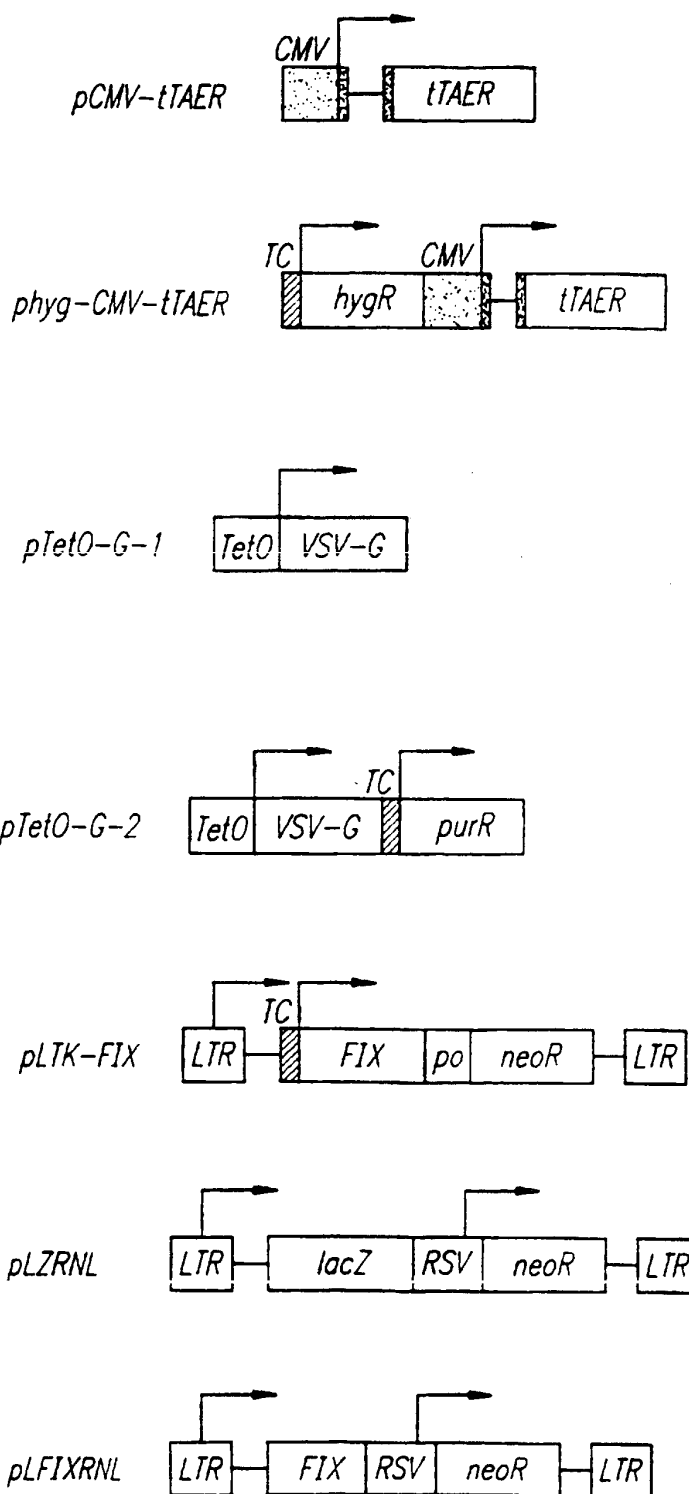 CMV
pCMV-tTAER tTAER
TC CMV
phyg-CMV-tTAER hygR tTAER
pTetO-G-1 TetO VSV-G
TC
pTetO-G-2 TetO VSV-G purR
TC
pLTK-FIX LTR FIX po neoR LTR
pLZRNL LTR lacZ RSV neoR LTR
pLFIXRNL LTR FIX RSV neoR LTR